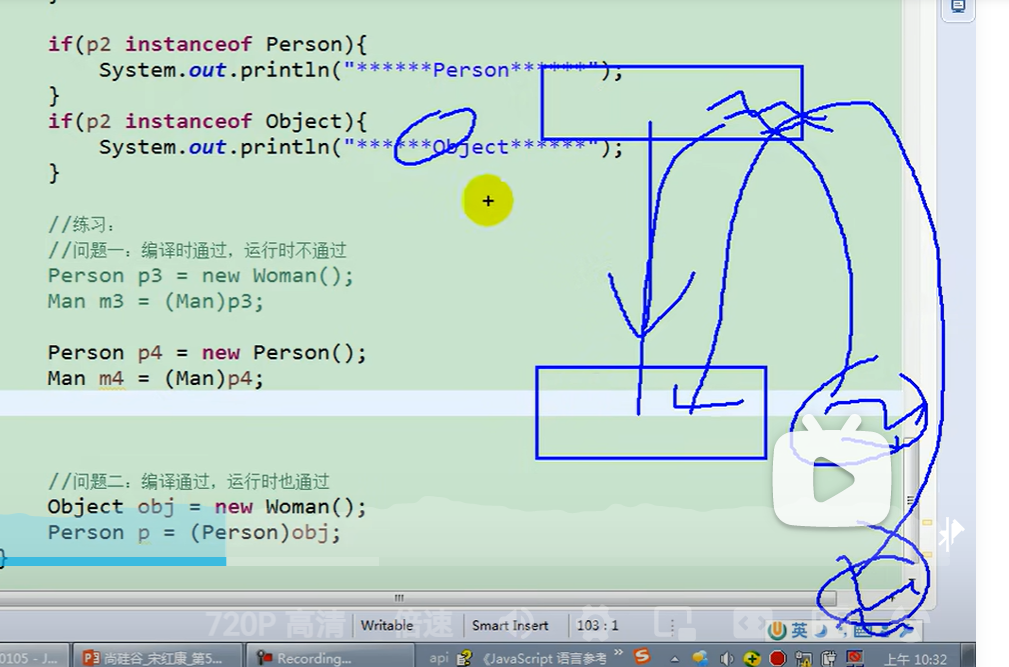 }
if(p2 instanceof Person){
System.out.println("******Person******");
}
if(p2 instanceof Object){
System.out.println("******Object******");
}
//练习：
//问题一：编译时通过，运行时不通过
Person p3 = new Woman();
Man m3 = (Man)p3;
Person p4 = new Person();
Man m4 = (Man)p4;
//问题二：编译通过，运行时也通过
Object obj = new Woman();
Person p = (Person)obj;
}
720P 高清 倍速
Writable Smart Insert 103 : 1
英
0105 - J... 尚硅谷_宋红康_第5... Recording... api 《JavaScript 语言参考 » 上午 10:32